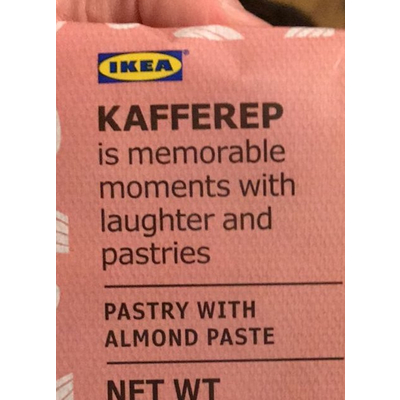 IKEA
KAFFEREP
is memorable
moments with
laughter and
pastries
PASTRY WITH
ALMOND PASTE
NET WT